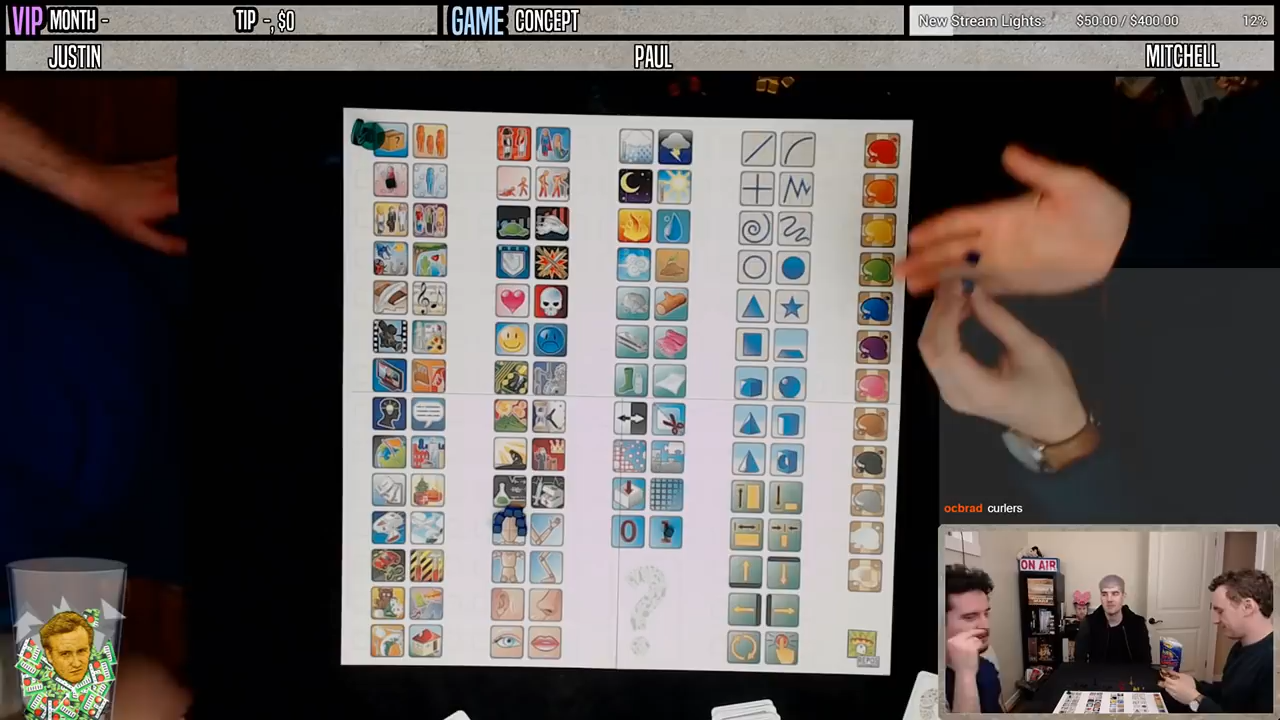 VIP MONTH -
TIP -, $0
GAME CONCEPT
New Stream Lights: $50.00 / $400.00 12%
JUSTIN
PAUL
MITCHELL
?
0
?
ocbrad curlers
ON AIR